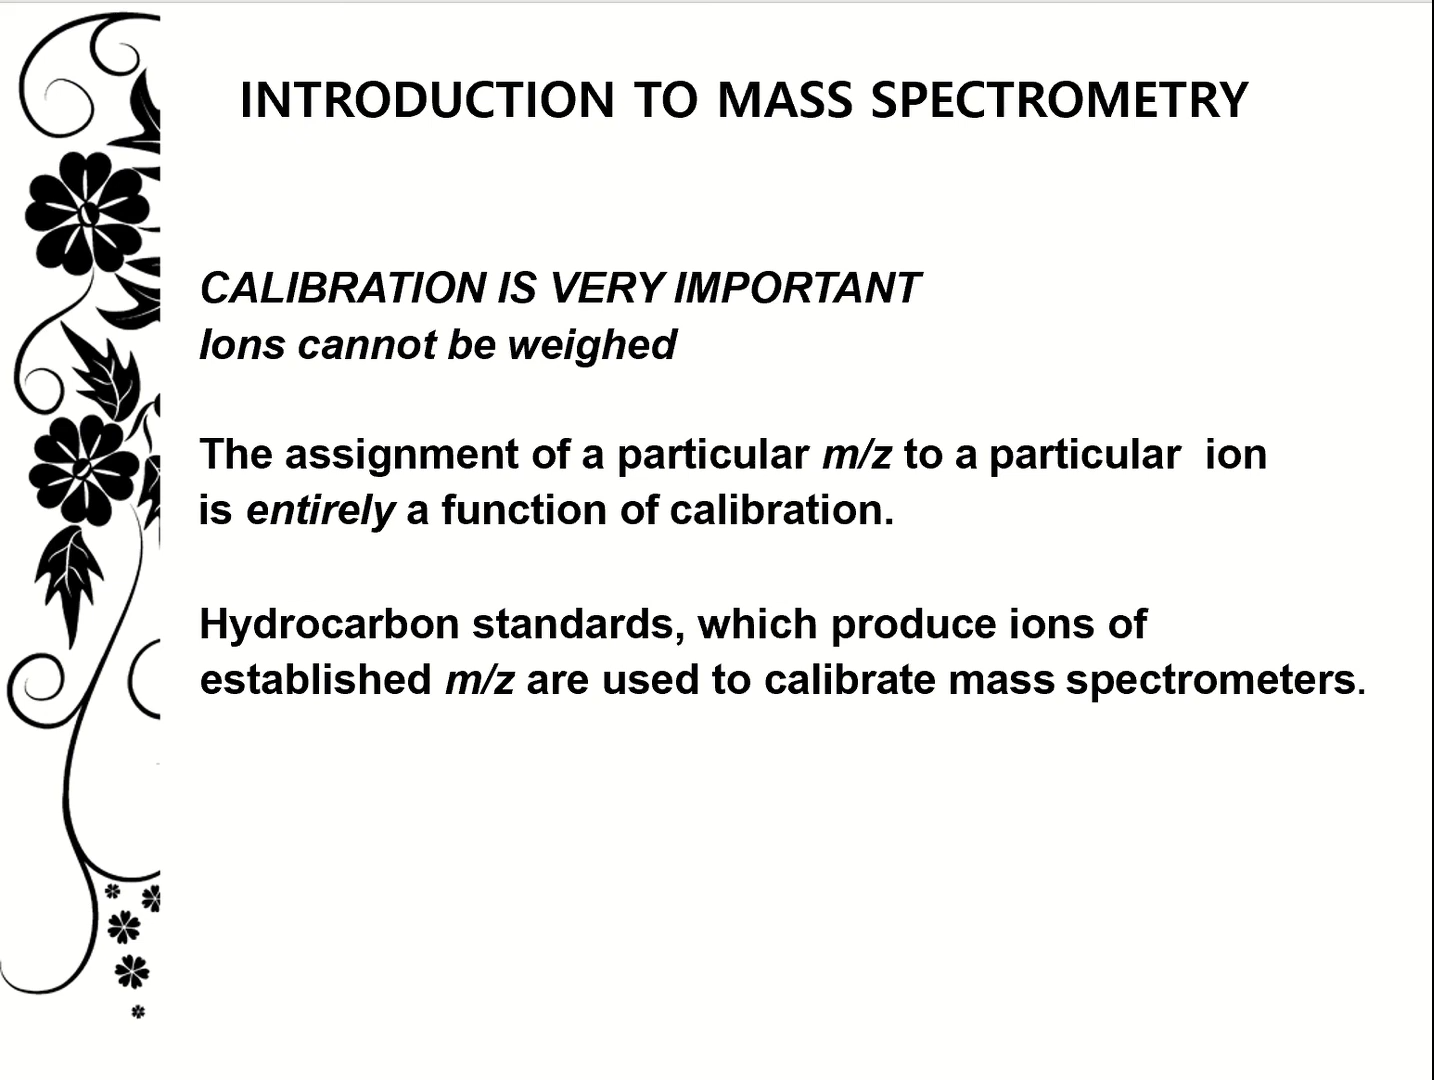 INTRODUCTION TO MASS SPECTROMETRY
CALIBRATION IS VERY IMPORTANT
Ions cannot be weighed
The assignment of a particular m/z to a particular  ion
is entirely a function of calibration.
Hydrocarbon standards, which produce ions of
established m/z are used to calibrate mass spectrometers.